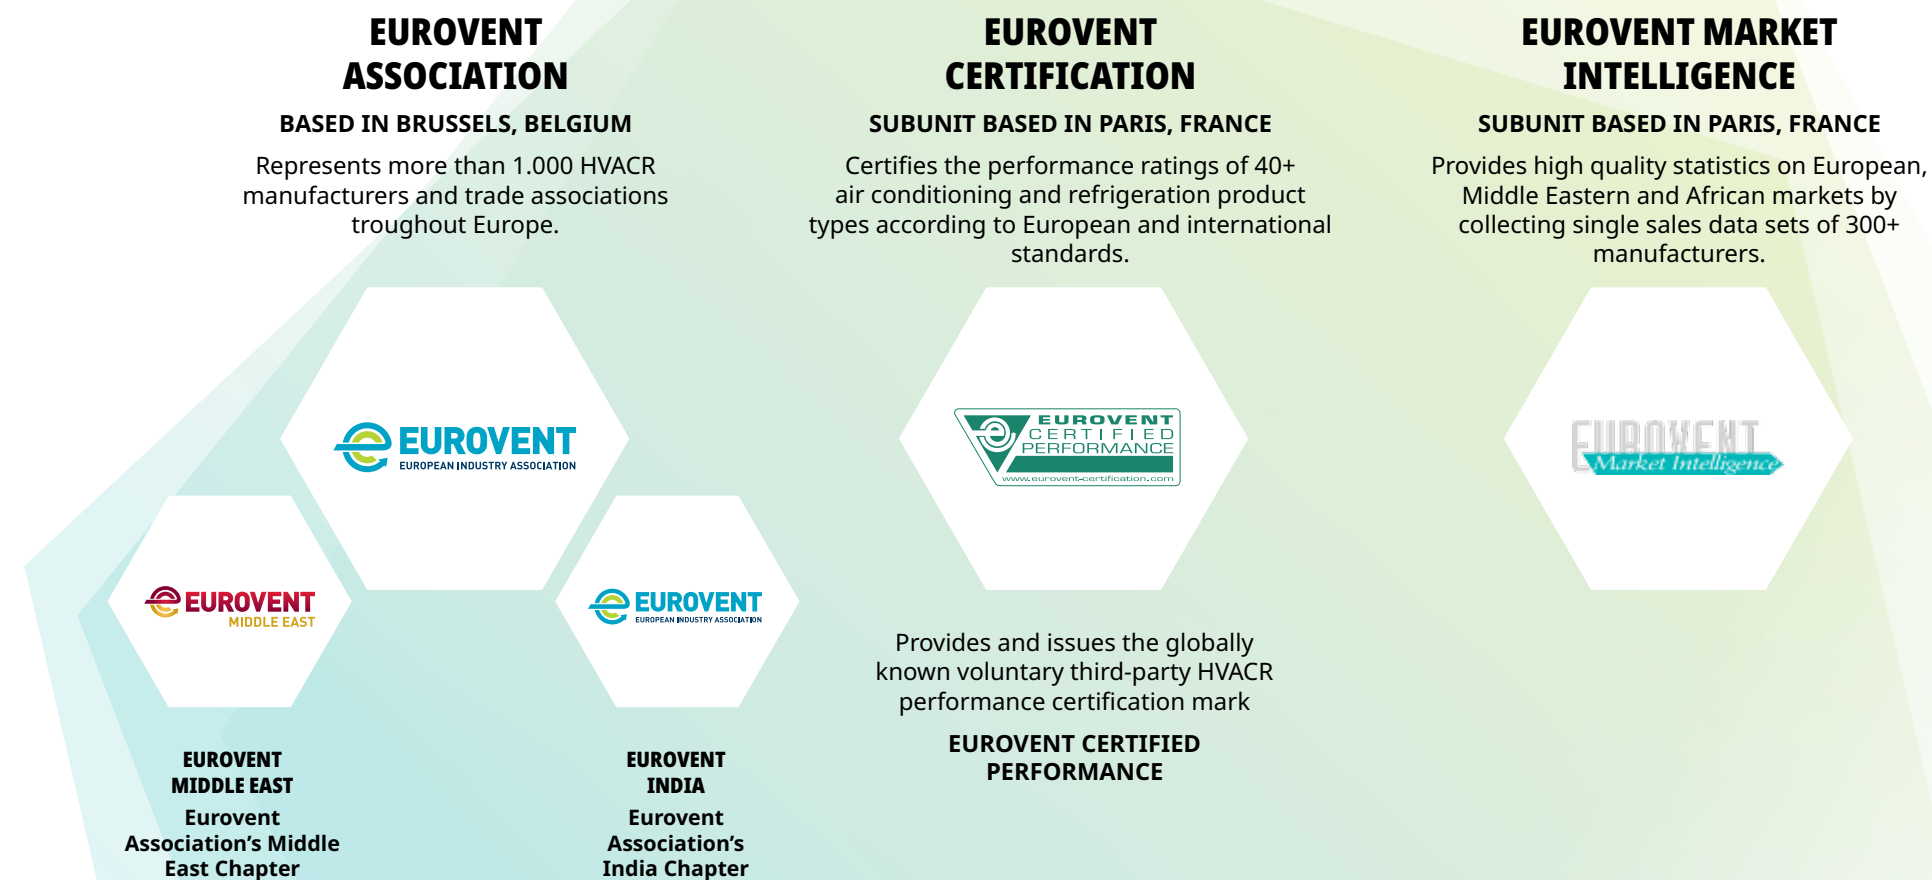 EUROVENT
ASSOCIATION
BASED IN BRUSSELS, BELGIUM
Represents more than 1.000 HVACR
manufacturers and trade associations
troughout Europe.
EUROVENT
EUROPEAN INDUSTRY ASSOCIATION
EUROVENT
MIDDLE EAST
EUROVENT
MIDDLE EAST
Eurovent
Association's Middle
East Chapter
EUROVENT
EUROPEAN INDUSTRY ASSOCIATION
EUROVENT
INDIA
Eurovent
Association's
India Chapter
EUROVENT
CERTIFICATION
SUBUNIT BASED IN PARIS, FRANCE
Certifies the performance ratings of 40+
air conditioning and refrigeration product
types according to European and international
standards.
EUROVENT
CERTIFIED
PERFORMANCE
www.eurovent-certification.com
Provides and issues the globally
known voluntary third-party HVACR
performance certification mark
EUROVENT CERTIFIED
PERFORMANCE
EUROVENT MARKET
INTELLIGENCE
SUBUNIT BASED IN PARIS, FRANCE
Provides high quality statistics on European,
Middle Eastern and African markets by
collecting single sales data sets of 300+
manufacturers.
EUROVENT
Market Intelligence